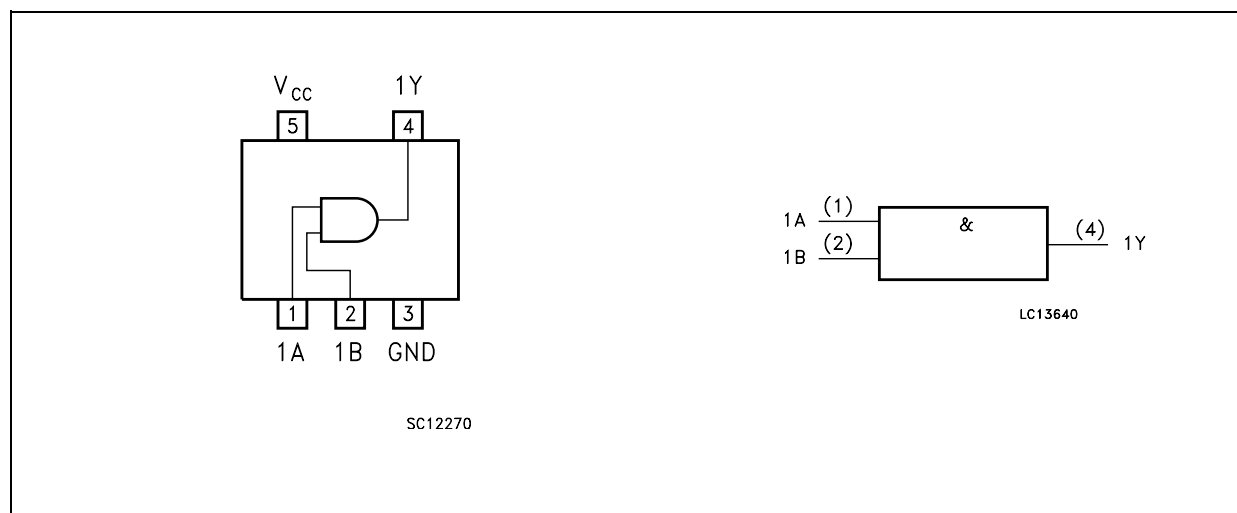 VCC 1Y
5 4
1 2 3
1A 1B GND
SC12270
1A (1) & (4) 1Y
1B (2)
LC13640